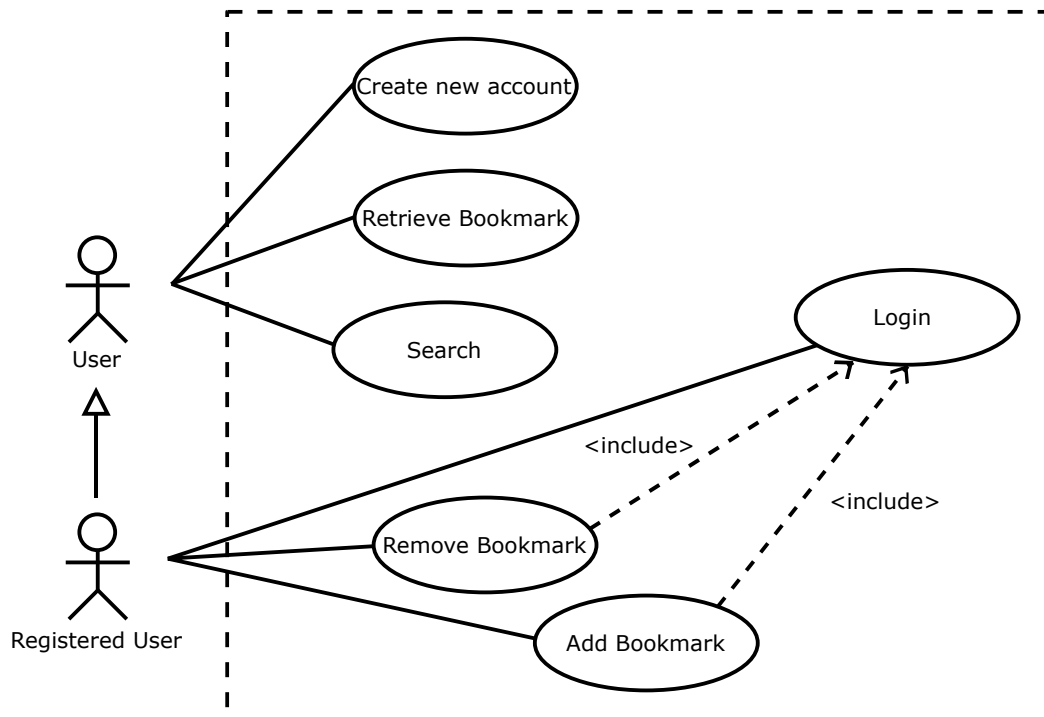 Create new account
Retrieve Bookmark
User
Search
Login
<include>
Remove Bookmark
<include>
Registered User
Add Bookmark